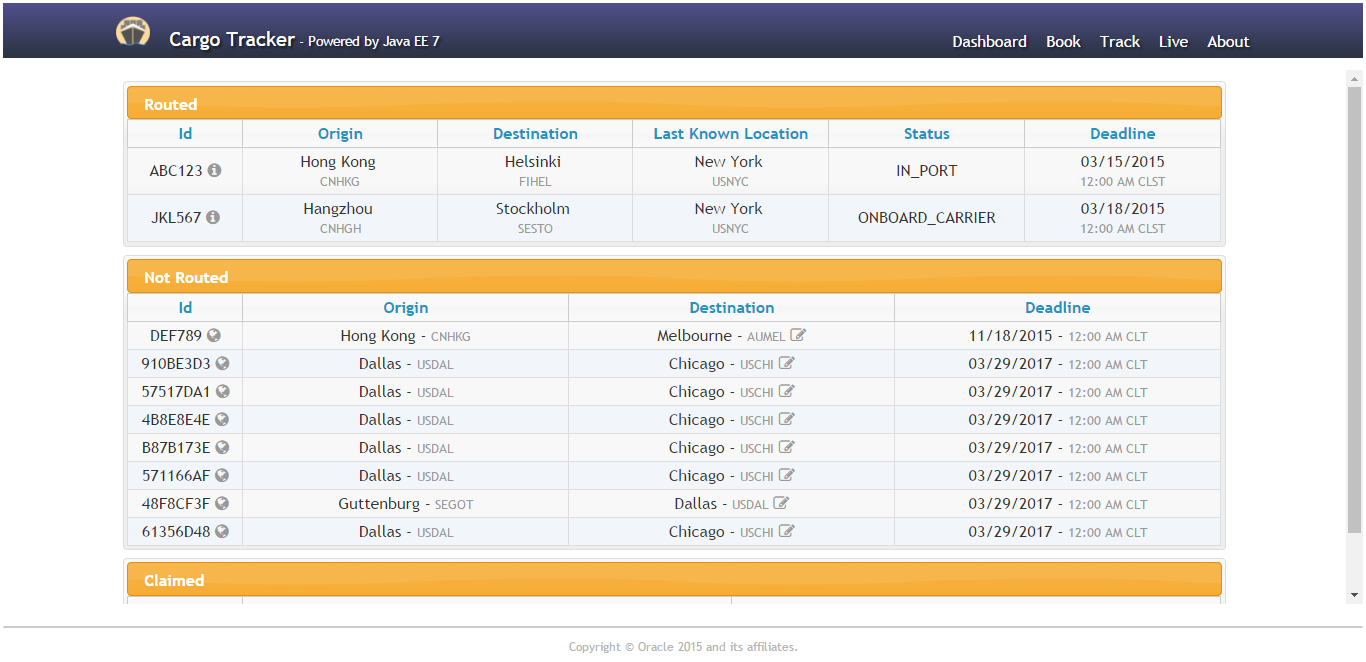 Cargo Tracker - Powered by Java EE 7 Dashboard Book Track Live About
Routed
Id Origin Destination Last Known Location Status Deadline
ABC123 Hong Kong CNHKG Helsinki FIHEL New York USNYC IN_PORT 03/15/2015 12:00 AM CLST
JKL567 Hangzhou CNHGH Stockholm SESTO New York USNYC ONBOARD_CARRIER 03/18/2015 12:00 AM CLST
Not Routed
Id Origin Destination Deadline
DEF789 Hong Kong - CNHKG Melbourne - AUMEL 11/18/2015 - 12:00 AM CLT
910BE3D3 Dallas - USDAL Chicago - USCHI 03/29/2017 - 12:00 AM CLT
57517DA1 Dallas - USDAL Chicago - USCHI 03/29/2017 - 12:00 AM CLT
4B8E8E4E Dallas - USDAL Chicago - USCHI 03/29/2017 - 12:00 AM CLT
B87B173E Dallas - USDAL Chicago - USCHI 03/29/2017 - 12:00 AM CLT
571166AF Dallas - USDAL Chicago - USCHI 03/29/2017 - 12:00 AM CLT
48F8CF3F Guttenburg - SEGOT Dallas - USDAL 03/29/2017 - 12:00 AM CLT
61356D48 Dallas - USDAL Chicago - USCHI 03/29/2017 - 12:00 AM CLT
Claimed
Copyright © Oracle 2015 and its affiliates.